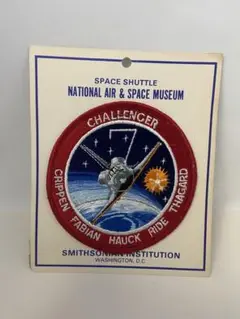 SPACE SHUTTLE
NATIONAL AIR & SPACE MUSEUM
CHALLENGER
7
CRIPPEN FABIAN HAUCK RIDE THAGARD
SMITHSONIAN INSTITUTION
WASHINGTON, D.C.